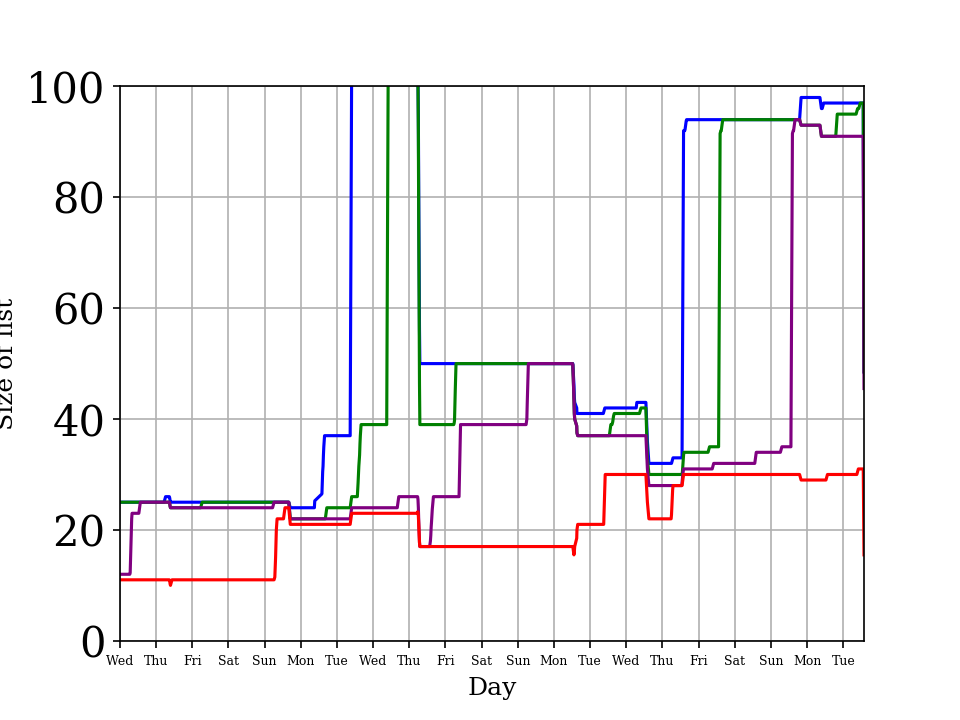 100
80
60
40
20
0
Size of list
Wed Thu Fri Sat Sun Mon Tue Wed Thu Fri Sat Sun Mon Tue Wed Thu Fri Sat Sun Mon Tue
Day